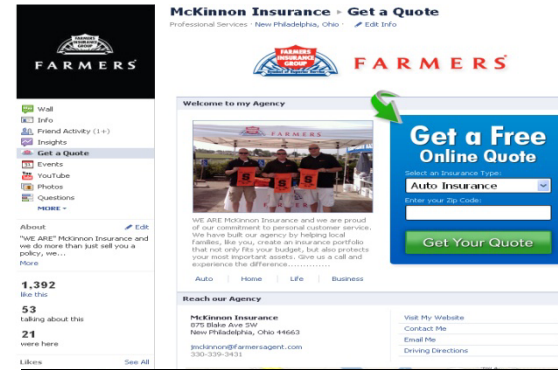 McKinnon Insurance ▸ Get a Quote
Professional Services · New Philadelphia, Ohio · Edit Info
FARMERS
INSURANCE
GROUP
FARMERS
Wall
Info
Friend Activity (1+)
Insights
Get a Quote
Events
YouTube
Photos
Questions
MORE
About
Edit
"WE ARE" McKinnon Insurance and
we do more than just sell you a
policy, we...
More
1,392
like this
53
talking about this
21
were here
Likes
See All
FARMERS
INSURANCE
GROUP
Symbol of Superior Service
FARMERS
Welcome to my Agency
FARMERS
WE ARE McKinnon Insurance and we are proud
of our commitment to personal customer service.
We have built our agency by helping local
families, like you, create an insurance portfolio
that not only fits your budget, but also protects
your most important assets. Give us a call and
experience the difference..............
Auto | Home | Life | Business
Get a Free
Online Quote
Select an Insurance Type:
Auto Insurance
Enter your Zip Code:
Get Your Quote
Reach our Agency
McKinnon Insurance
875 Blake Ave SW
New Philadelphia, Ohio 44663
jmckinnon@farmersagent.com
330-339-3431
Visit My Website
Contact Me
Email Me
Driving Directions